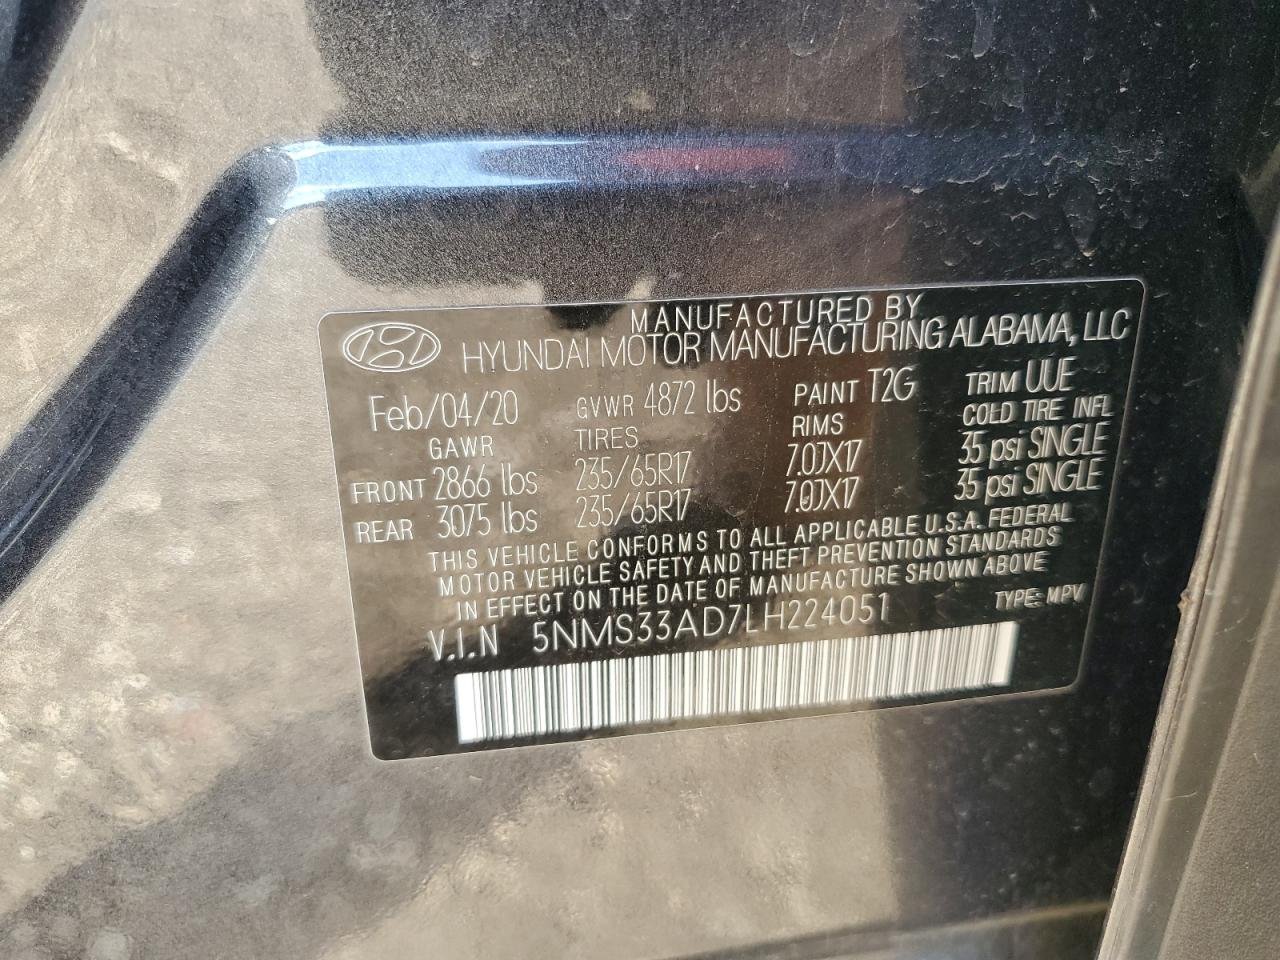 MANUFACTURED BY
HYUNDAI MOTOR MANUFACTURING ALABAMA, LLC
Feb/04/20 GVWR 4872 lbs PAINT T2G TRIM UUE
GAWR TIRES RIMS COLD TIRE INFL
FRONT 2866 lbs 235/65R17 7.0JX17 35 psi SINGLE
REAR 3075 lbs 235/65R17 7.0JX17 35 psi SINGLE
THIS VEHICLE CONFORMS TO ALL APPLICABLE U.S.A. FEDERAL
MOTOR VEHICLE SAFETY AND THEFT PREVENTION STANDARDS
IN EFFECT ON THE DATE OF MANUFACTURE SHOWN ABOVE
V.I.N 5NMS33AD7LH224051 TYPE: MPV